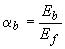 α_b = E_b / E_f